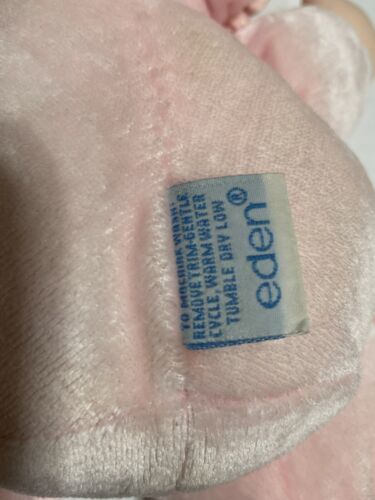 TO MACHINE WASH:
REMOVE TRIM-GENTLE
CYCLE, WARM WATER
TUMBLE DRY LOW
eden®